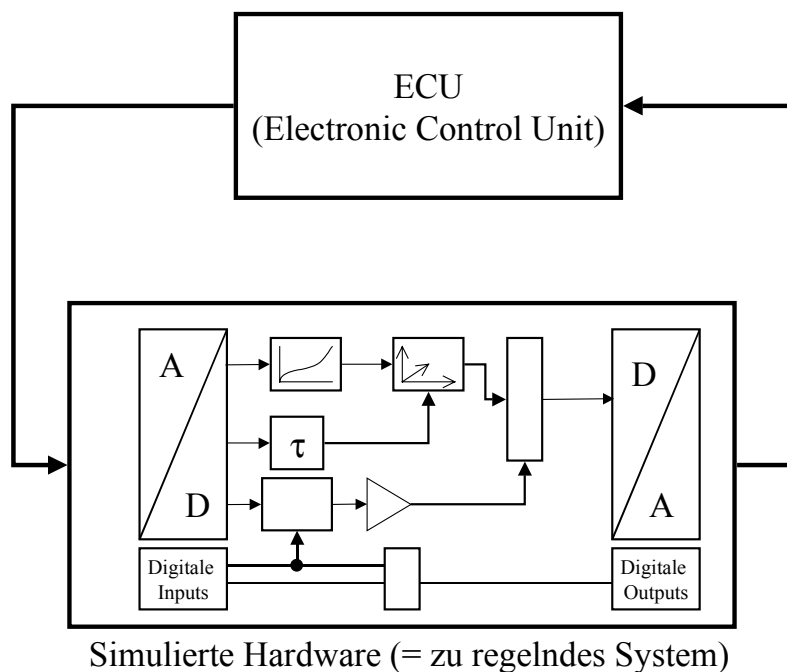 ECU
(Electronic Control Unit)
A
D
τ
D
A
Digitale
Inputs
Digitale
Outputs
Simulierte Hardware (= zu regelndes System)